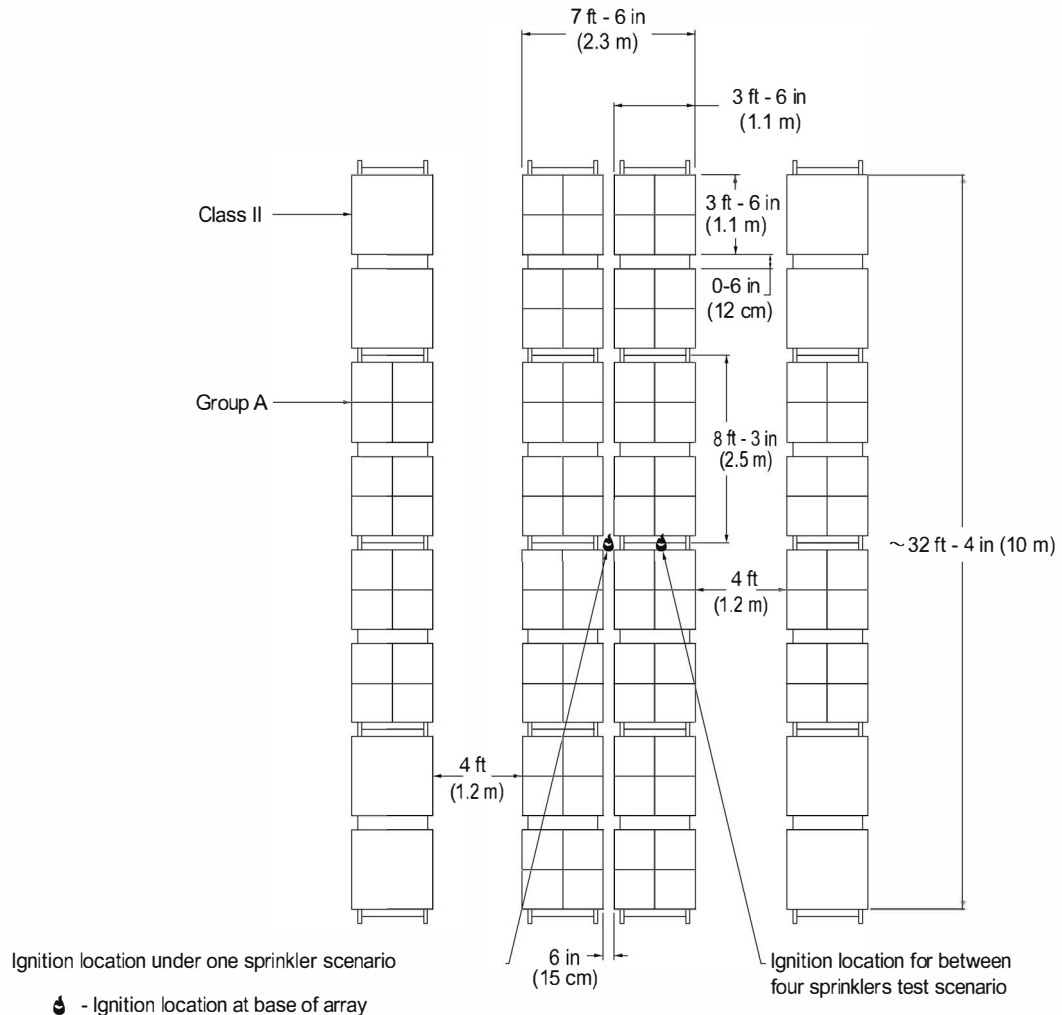 7 ft - 6 in
(2.3 m)
3 ft - 6 in
(1.1 m)
Class II
3 ft - 6 in
(1.1 m)
0-6 in
(12 cm)
Group A
8 ft - 3 in
(2.5 m)
~32 ft - 4 in (10 m)
4 ft
(1.2 m)
4 ft
(1.2 m)
Ignition location under one sprinkler scenario
6 in
(15 cm)
Ignition location for between
four sprinklers test scenario
- Ignition location at base of array